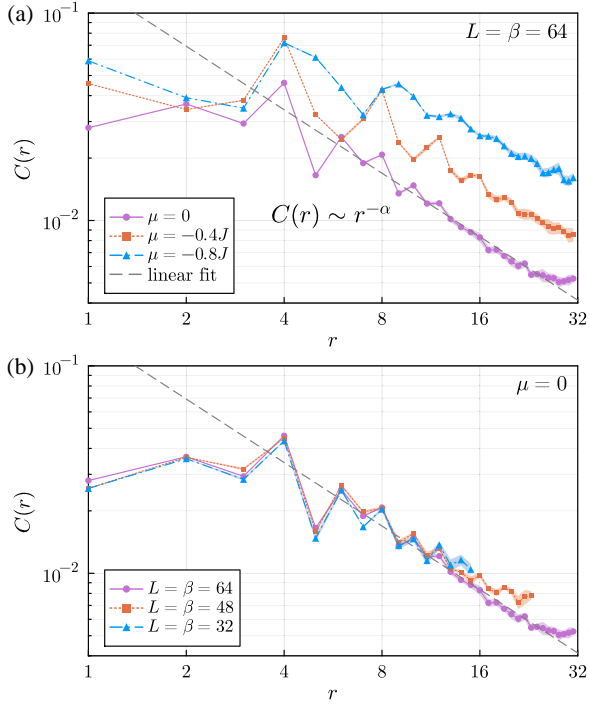 (a)
10⁻¹
L = β = 64
C(r)
C(r) ∼ r^{−α}
μ = 0
μ = −0.4J
μ = −0.8J
linear fit
10⁻²
1 2 4 8 16 32
r
(b)
10⁻¹
μ = 0
C(r)
10⁻²
L = β = 64
L = β = 48
L = β = 32
1 2 4 8 16 32
r